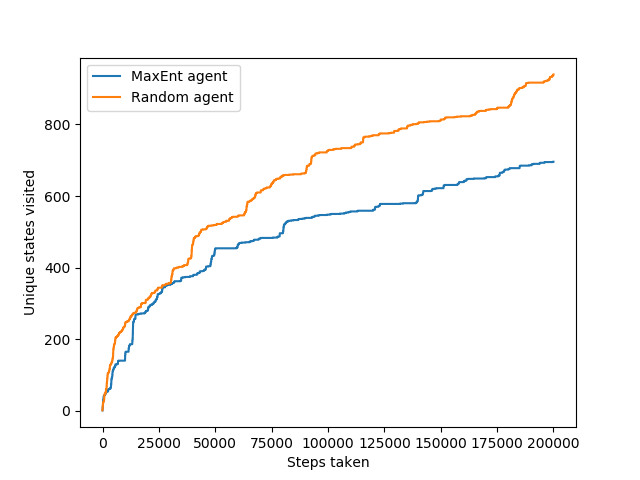 MaxEnt agent
Random agent
Unique states visited
800
600
400
200
0
0 25000 50000 75000 100000 125000 150000 175000 200000
Steps taken